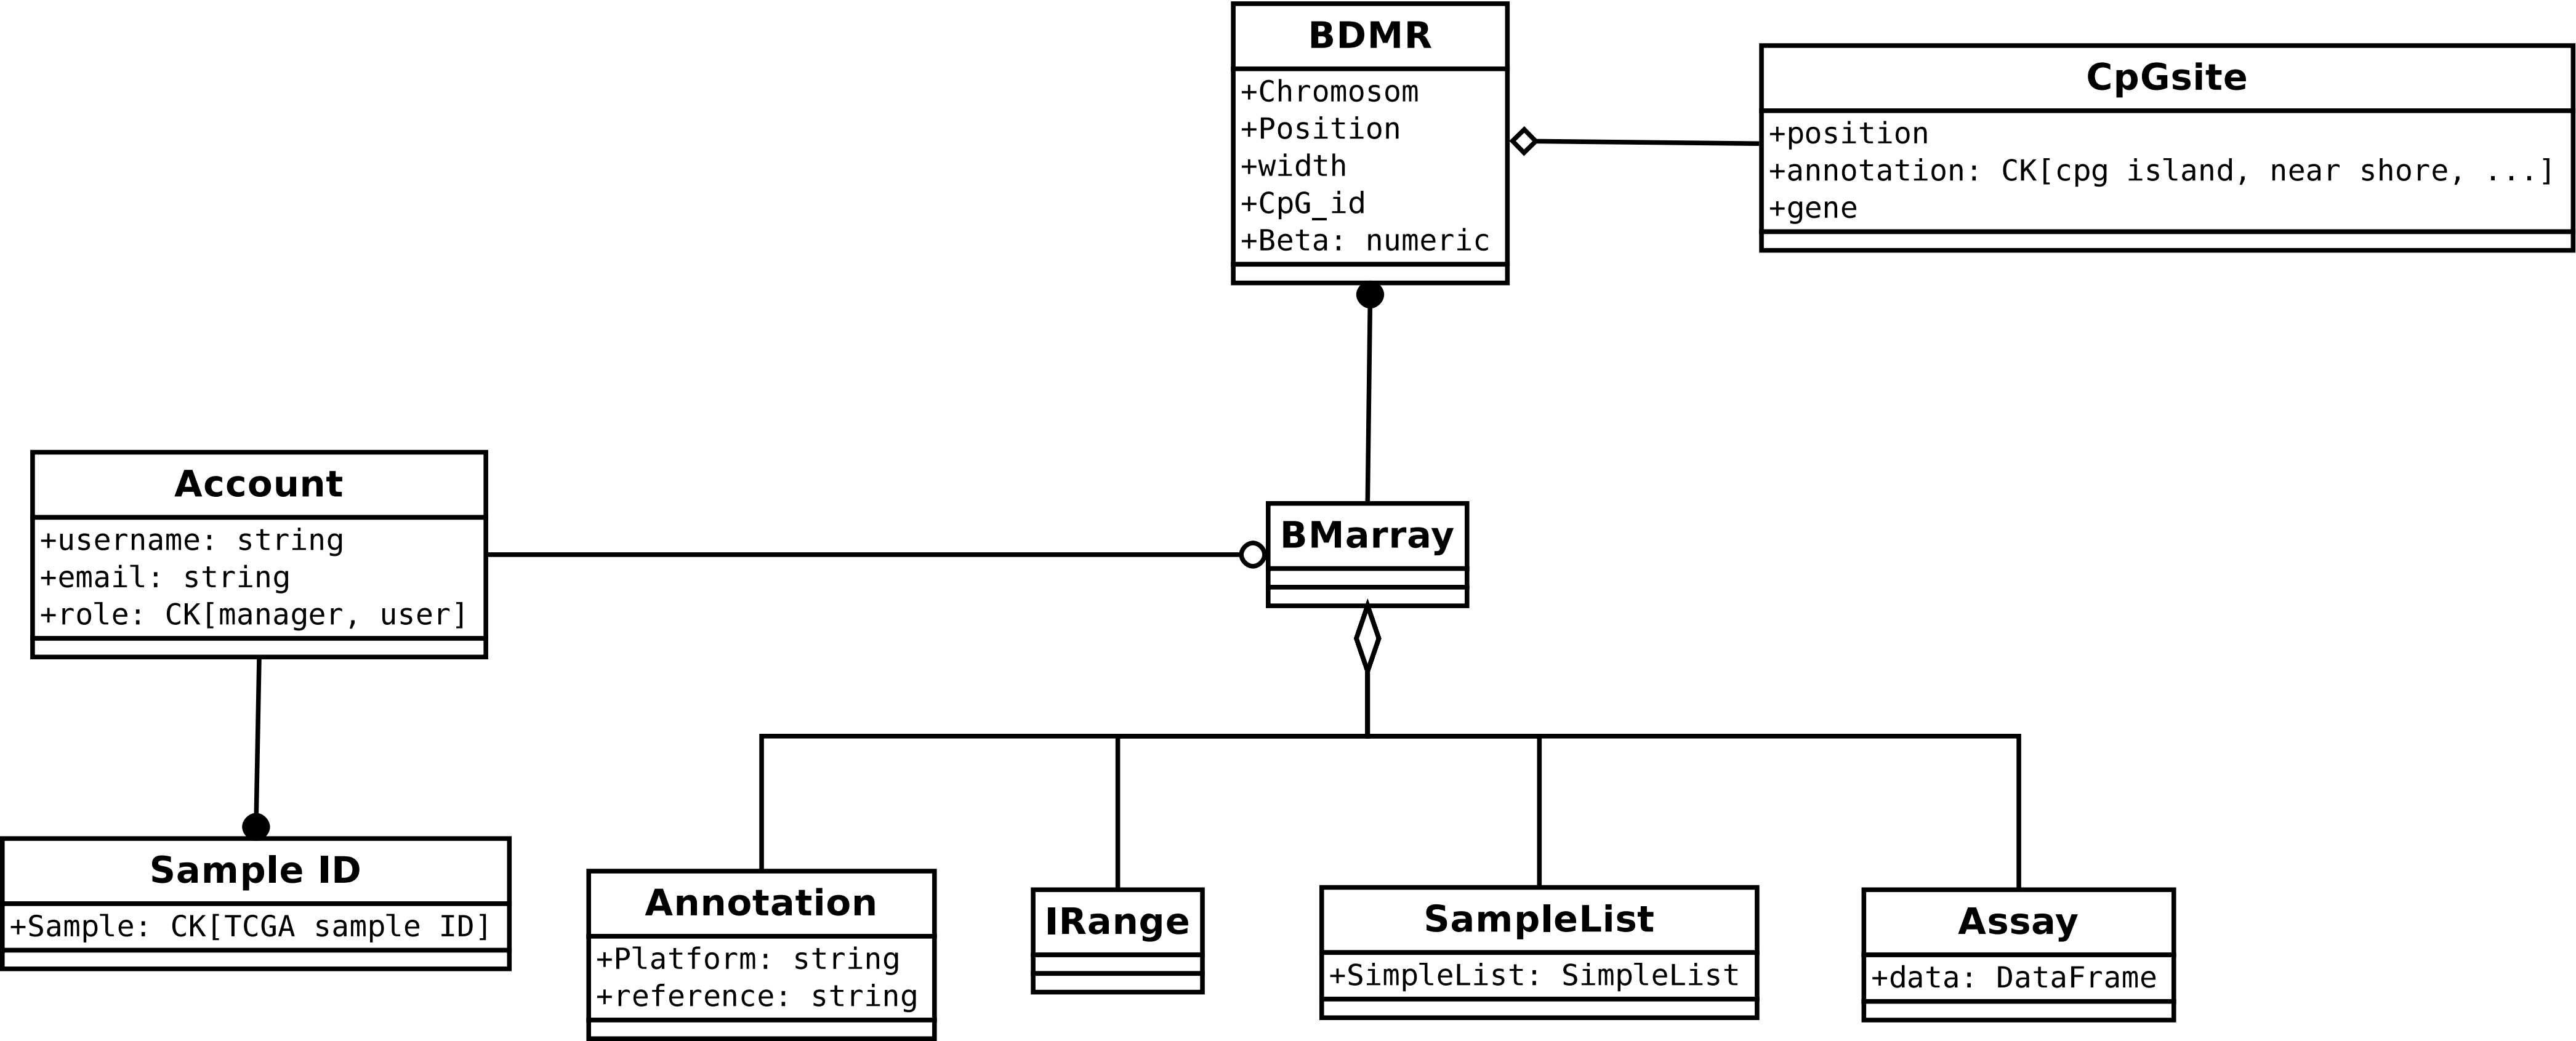 BDMR
+Chromosom
+Position
+width
+CpG_id
+Beta: numeric
CpGsite
+position
+annotation: CK[cpg island, near shore, ...]
+gene
Account
+username: string
+email: string
+role: CK[manager, user]
BMarray
Sample ID
+Sample: CK[TCGA sample ID]
Annotation
+Platform: string
+reference: string
IRange
SampleList
+SimpleList: SimpleList
Assay
+data: DataFrame